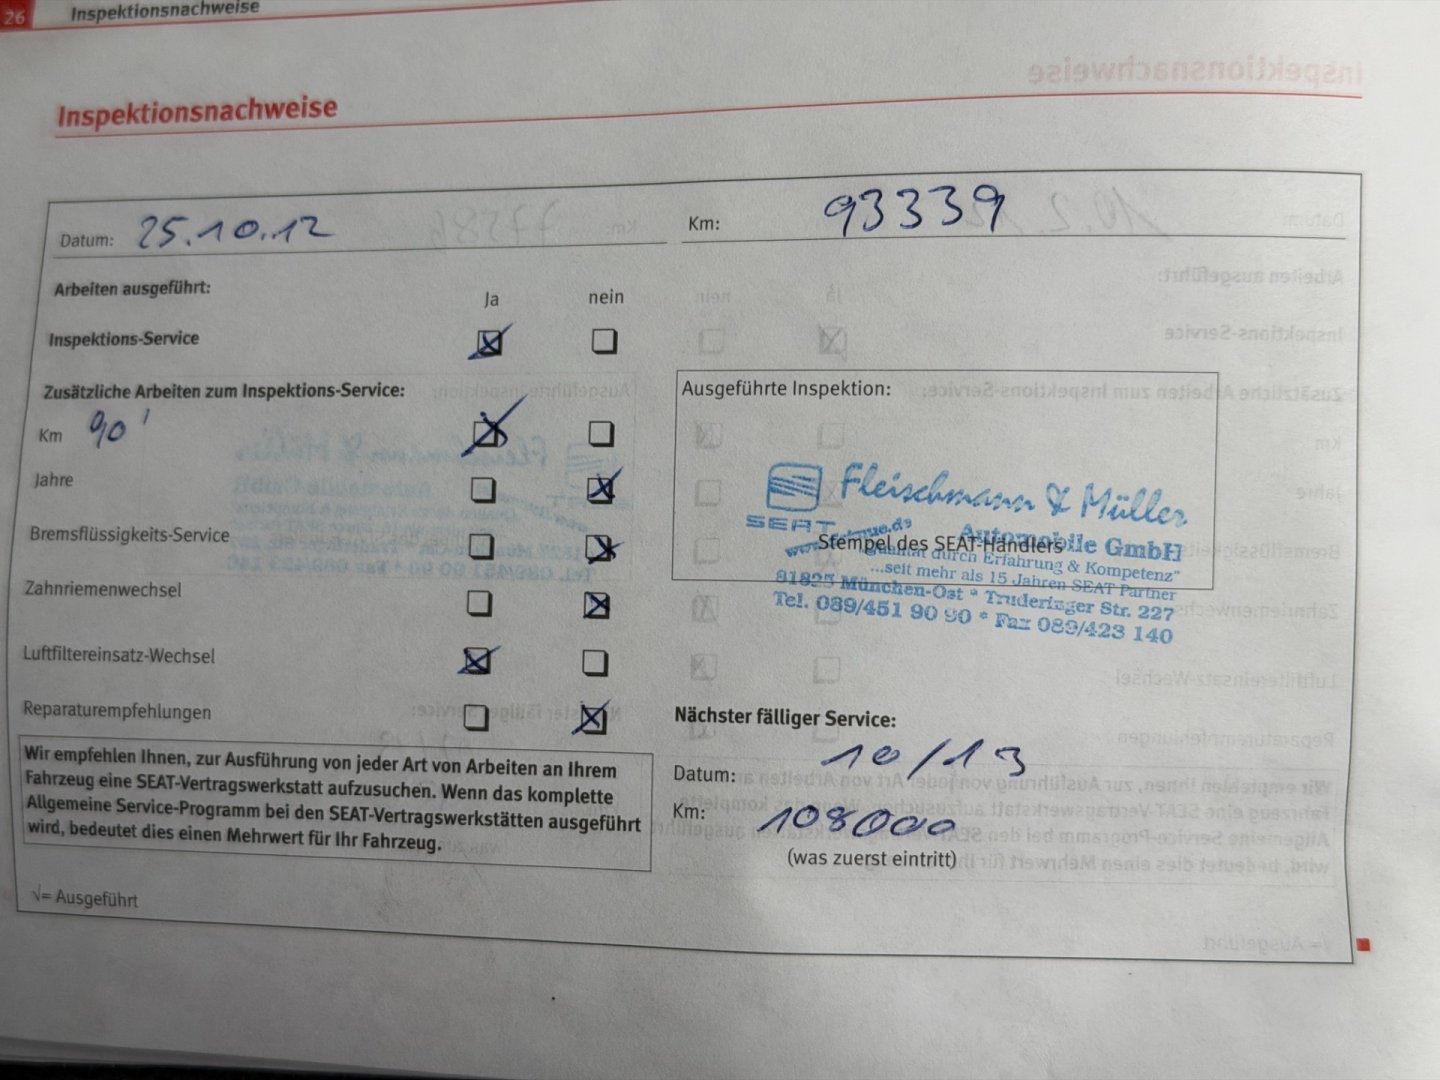 26 Inspektionsnachweise
Inspektionsnachweise
Datum: 25.10.12 Km: 93339
Arbeiten ausgeführt:
Ja nein
Inspektions-Service
Zusätzliche Arbeiten zum Inspektions-Service:
Km 90'
Jahre
Bremsflüssigkeits-Service
Zahnriemenwechsel
Luftfiltereinsatz-Wechsel
Reparaturempfehlungen
Wir empfehlen Ihnen, zur Ausführung von jeder Art von Arbeiten an Ihrem
Fahrzeug eine SEAT-Vertragswerkstatt aufzusuchen. Wenn das komplette
Allgemeine Service-Programm bei den SEAT-Vertragswerkstätten ausgeführt
wird, bedeutet dies einen Mehrwert für Ihr Fahrzeug.
√= Ausgeführt
Ausgeführte Inspektion:
Fleischmann & Müller
SEAT
Automobile GmbH
Stempel des SEAT-Händlers
Qualität durch Erfahrung & Kompetenz"
...seit mehr als 15 Jahren SEAT Partner
81825 München-Ost * Truderinger Str. 227
Tel. 089/451 90 90 * Fax 089/423 140
Nächster fälliger Service:
Datum: 10/13
Km: 108000
(was zuerst eintritt)